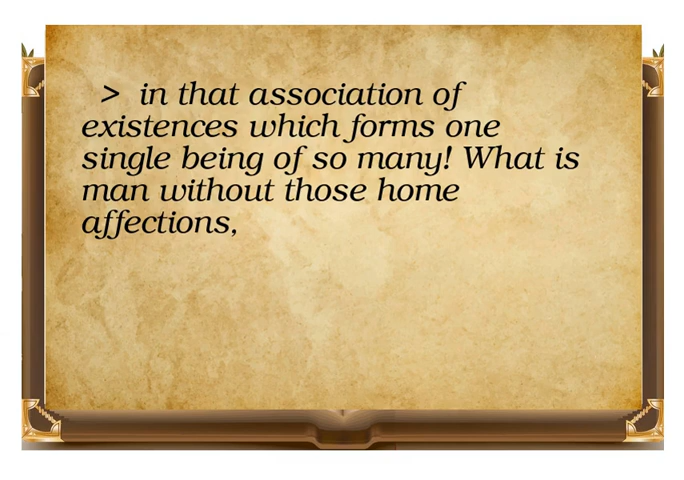 > in that association of
existences which forms one
single being of so many! What is
man without those home
affections,